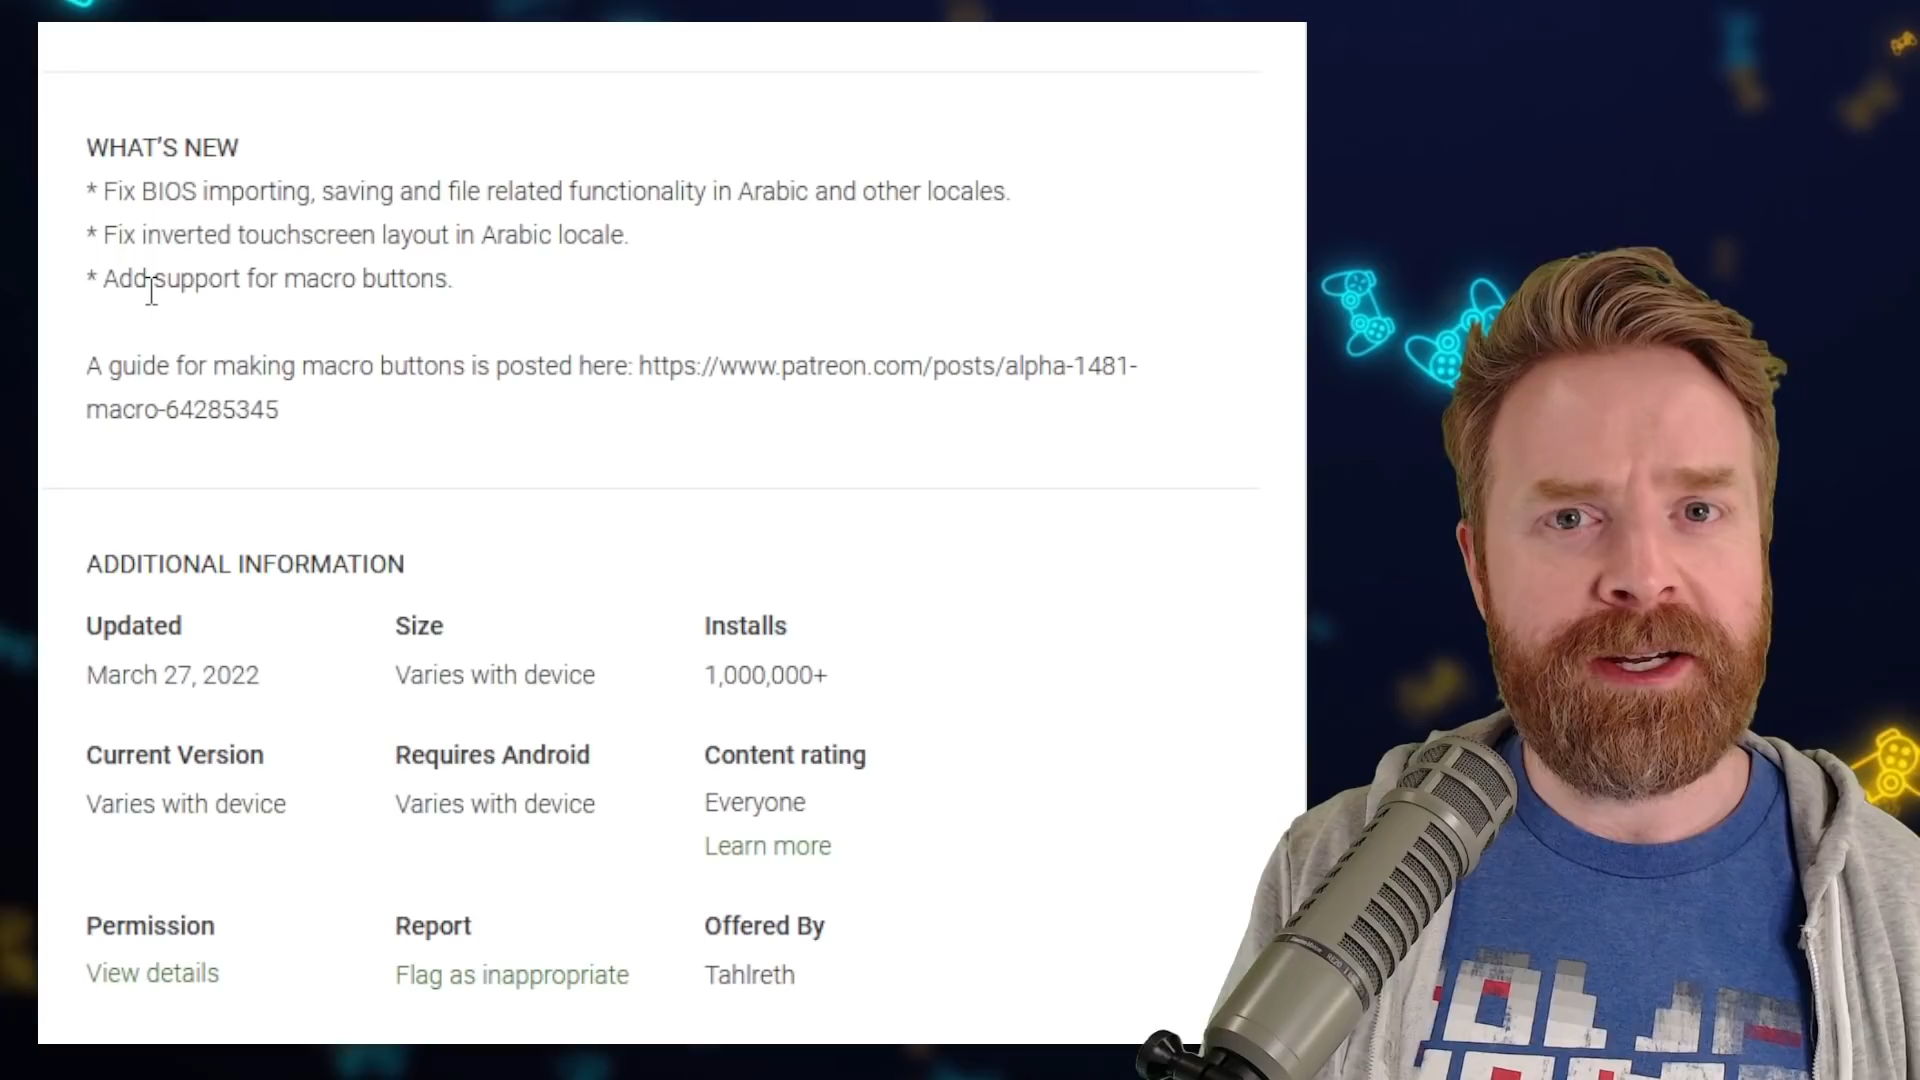 WHAT'S NEW
* Fix BIOS importing, saving and file related functionality in Arabic and other locales.
* Fix inverted touchscreen layout in Arabic locale.
* Add support for macro buttons.
A guide for making macro buttons is posted here: https://www.patreon.com/posts/alpha-1481-
macro-64285345
ADDITIONAL INFORMATION
Updated Size Installs
March 27, 2022 Varies with device 1,000,000+
Current Version Requires Android Content rating
Varies with device Varies with device Everyone
Learn more
Permission Report Offered By
View details Flag as inappropriate Tahlreth